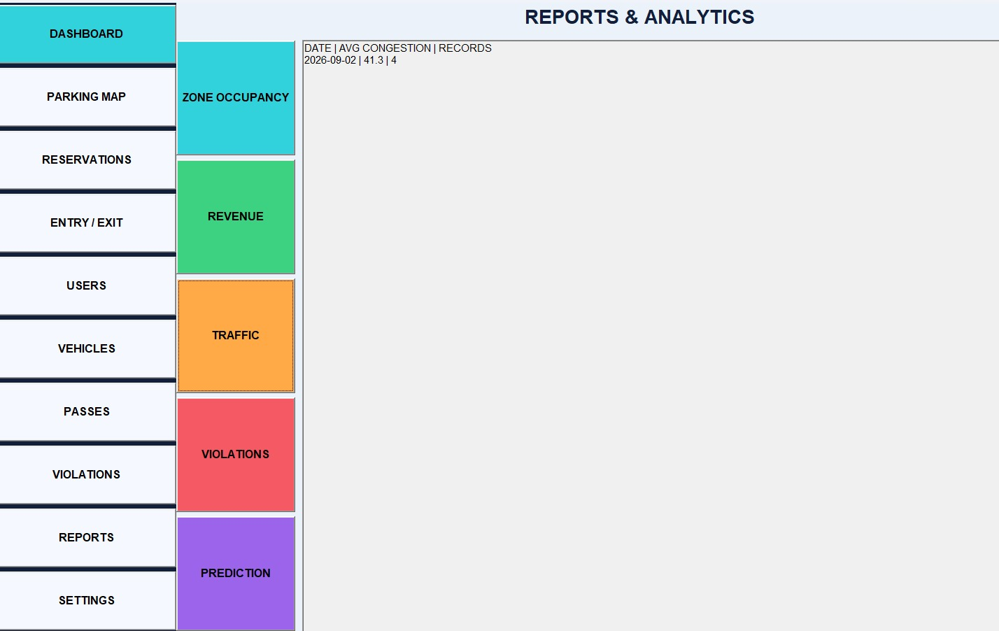 REPORTS & ANALYTICS
DASHBOARD
PARKING MAP
RESERVATIONS
ENTRY / EXIT
USERS
VEHICLES
PASSES
VIOLATIONS
REPORTS
SETTINGS
ZONE OCCUPANCY
REVENUE
TRAFFIC
VIOLATIONS
PREDICTION
DATE | AVG CONGESTION | RECORDS
2026-09-02 | 41.3 | 4